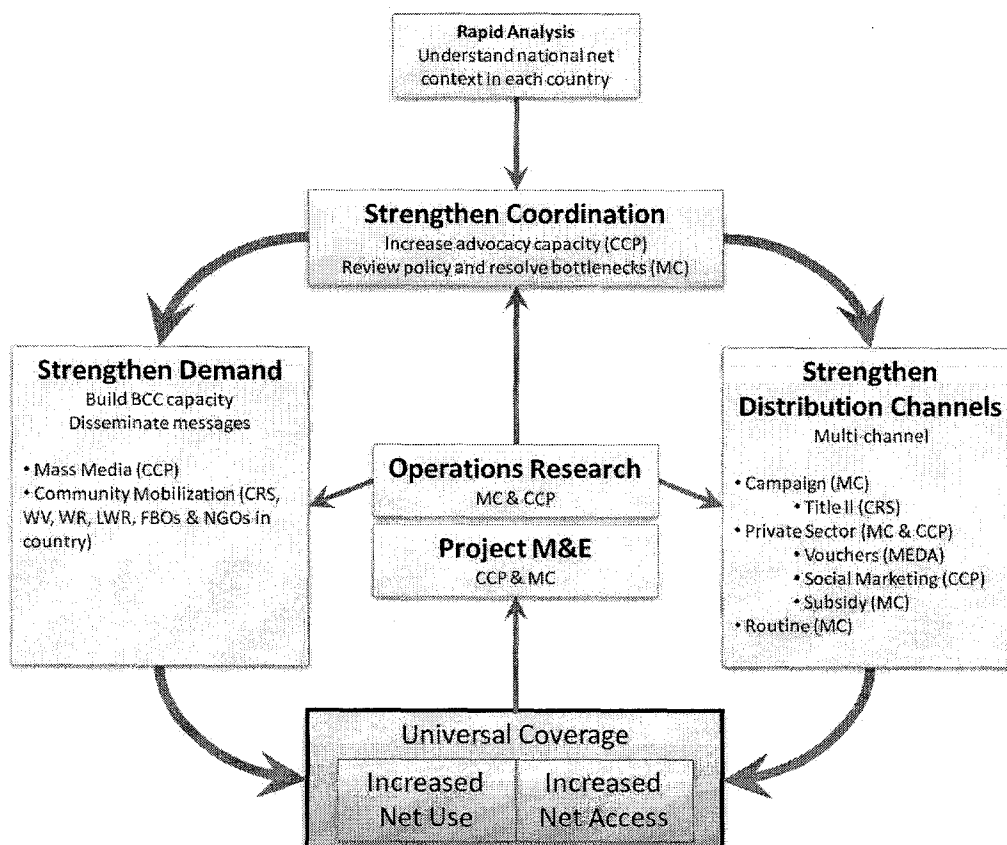 Rapid Analysis
Understand national net
context in each country
Strengthen Coordination
Increase advocacy capacity (CCP)
Review policy and resolve bottlenecks (MC)
Strengthen Demand
Build BCC capacity
Disseminate messages
• Mass Media (CCP)
• Community Mobilization (CRS,
WV, WR, LWR, FBOs & NGOs in
country)
Operations Research
MC & CCP
Project M&E
CCP & MC
Strengthen
Distribution Channels
Multi-channel
• Campaign (MC)
• Title II (CRS)
• Private Sector (MC & CCP)
• Vouchers (MEDA)
• Social Marketing (CCP)
• Subsidy (MC)
• Routine (MC)
Universal Coverage
Increased
Net Use
Increased
Net Access